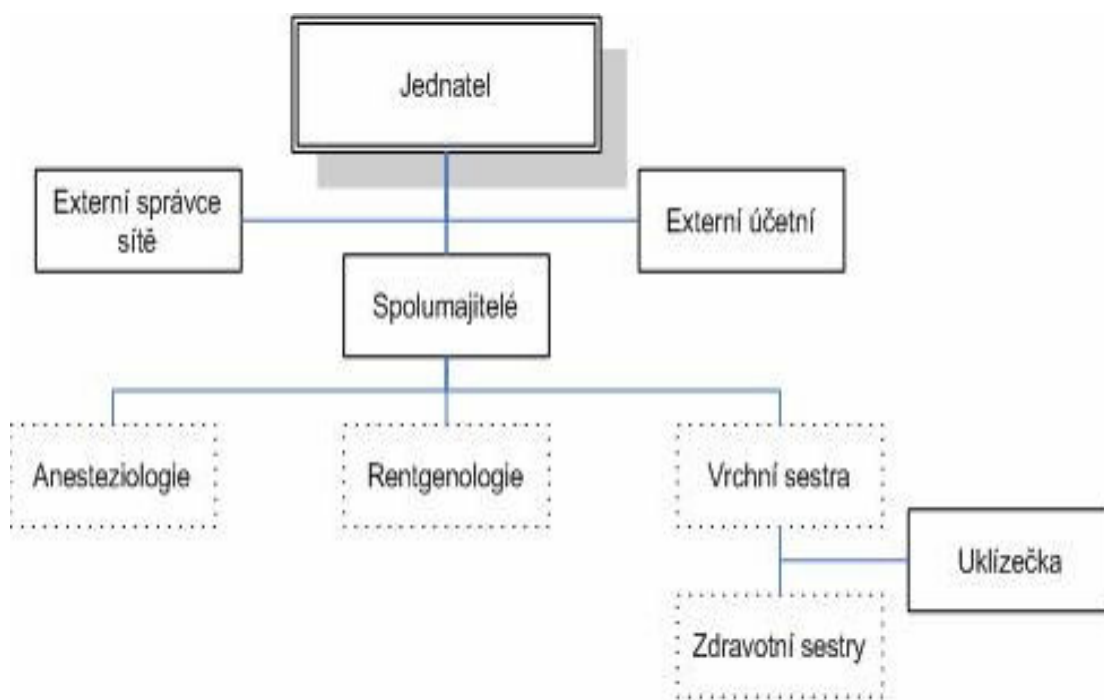 Jednatel
Externí správce
sítě
Externí účetní
Spolumajitelé
Anesteziologie
Rentgenologie
Vrchní sestra
Uklízečka
Zdravotní sestry